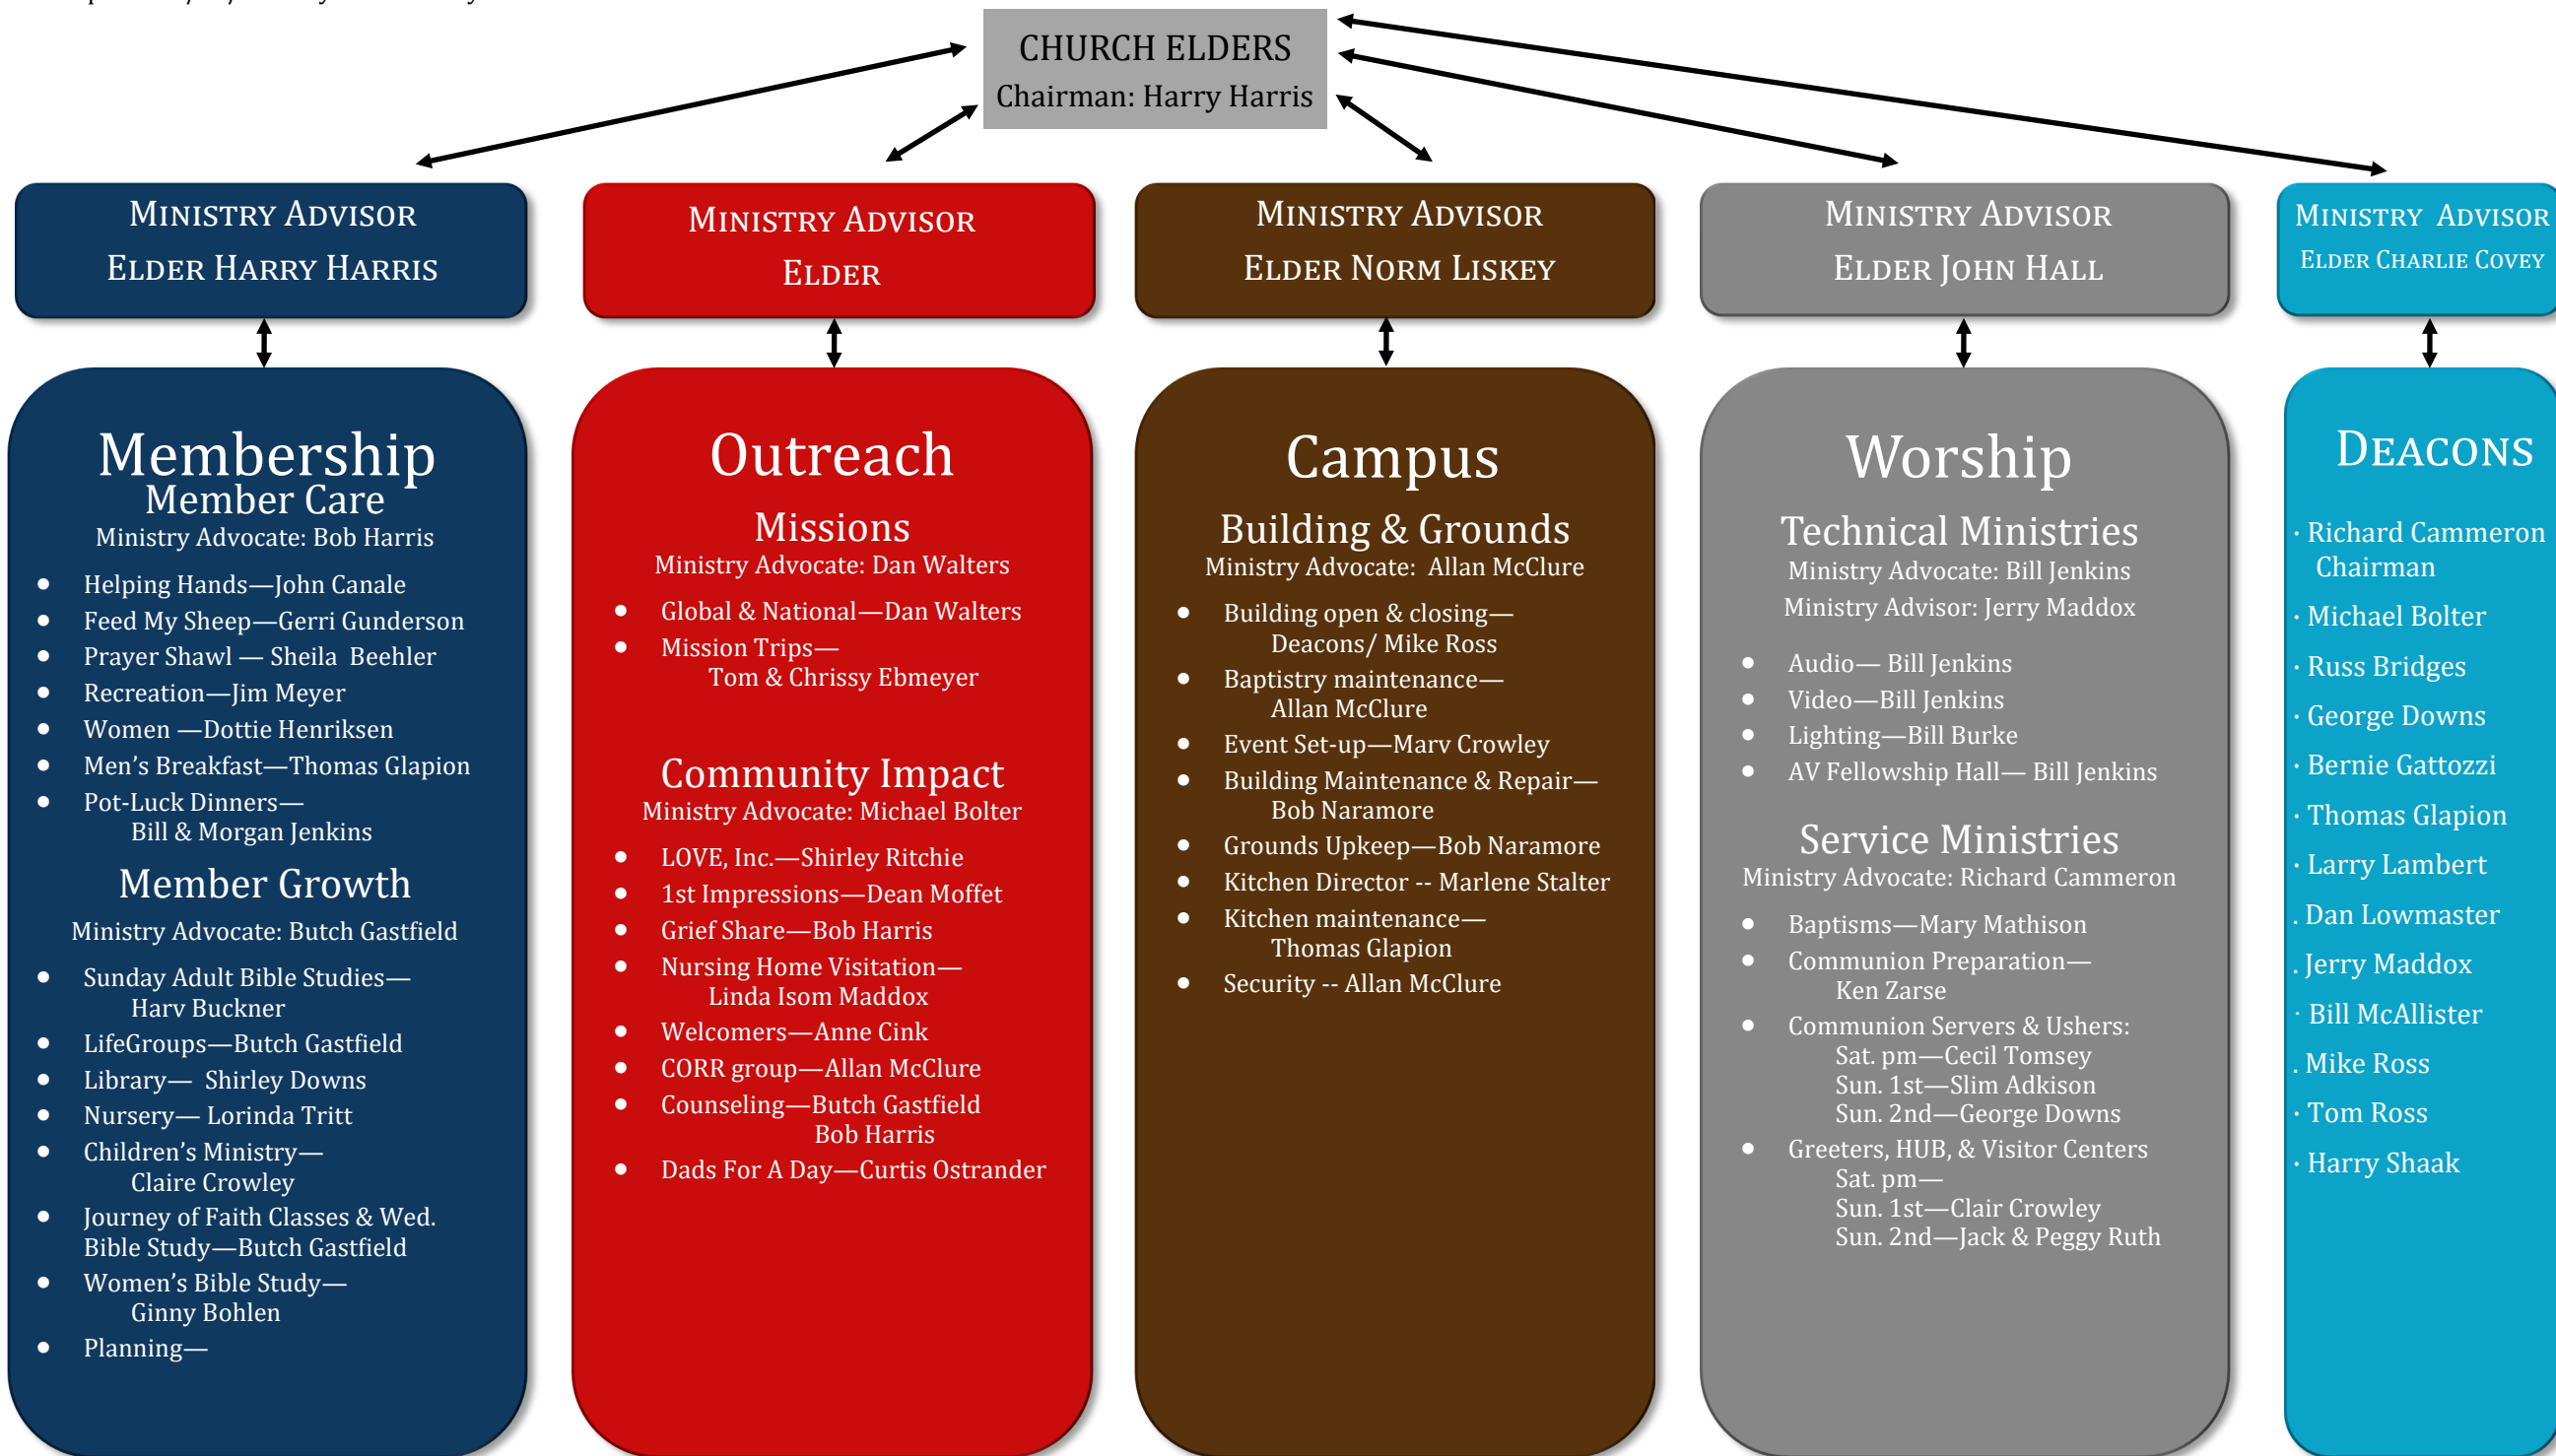 CHURCH ELDERS
Chairman: Harry Harris
MINISTRY ADVISOR
ELDER HARRY HARRIS
MINISTRY ADVISOR
ELDER
MINISTRY ADVISOR
ELDER NORM LISKEY
MINISTRY ADVISOR
ELDER JOHN HALL
MINISTRY ADVISOR
ELDER CHARLIE COVEY
Membership
Member Care
Ministry Advocate: Bob Harris
• Helping Hands—John Canale
• Feed My Sheep—Gerri Gunderson
• Prayer Shawl — Sheila Beehler
• Recreation—Jim Meyer
• Women —Dottie Henriksen
• Men’s Breakfast—Thomas Glapion
• Pot-Luck Dinners—
Bill & Morgan Jenkins
Member Growth
Ministry Advocate: Butch Gastfield
• Sunday Adult Bible Studies—
Harv Buckner
• LifeGroups—Butch Gastfield
• Library— Shirley Downs
• Nursery— Lorinda Tritt
• Children’s Ministry—
Claire Crowley
• Journey of Faith Classes & Wed.
Bible Study—Butch Gastfield
• Women’s Bible Study—
Ginny Bohlen
• Planning—
Outreach
Missions
Ministry Advocate: Dan Walters
• Global & National—Dan Walters
• Mission Trips—
Tom & Chrissy Ebmeyer
Community Impact
Ministry Advocate: Michael Bolter
• LOVE, Inc.—Shirley Ritchie
• 1st Impressions—Dean Moffet
• Grief Share—Bob Harris
• Nursing Home Visitation—
Linda Isom Maddox
• Welcomers—Anne Cink
• CORR group—Allan McClure
• Counseling—Butch Gastfield
Bob Harris
• Dads For A Day—Curtis Ostrander
Campus
Building & Grounds
Ministry Advocate: Allan McClure
• Building open & closing—
Deacons/ Mike Ross
• Baptistry maintenance—
Allan McClure
• Event Set-up—Marv Crowley
• Building Maintenance & Repair—
Bob Naramore
• Grounds Upkeep—Bob Naramore
• Kitchen Director -- Marlene Stalter
• Kitchen maintenance—
Thomas Glapion
• Security -- Allan McClure
Worship
Technical Ministries
Ministry Advocate: Bill Jenkins
Ministry Advisor: Jerry Maddox
• Audio— Bill Jenkins
• Video—Bill Jenkins
• Lighting—Bill Burke
• AV Fellowship Hall— Bill Jenkins
Service Ministries
Ministry Advocate: Richard Cammeron
• Baptisms—Mary Mathison
• Communion Preparation—
Ken Zarse
• Communion Servers & Ushers:
Sat. pm—Cecil Tomsey
Sun. 1st—Slim Adkison
Sun. 2nd—George Downs
• Greeters, HUB, & Visitor Centers
Sat. pm—
Sun. 1st—Clair Crowley
Sun. 2nd—Jack & Peggy Ruth
DEACONS
· Richard Cammeron
Chairman
· Michael Bolter
· Russ Bridges
· George Downs
· Bernie Gattozzi
· Thomas Glapion
· Larry Lambert
. Dan Lowmaster
. Jerry Maddox
· Bill McAllister
. Mike Ross
· Tom Ross
· Harry Shaak